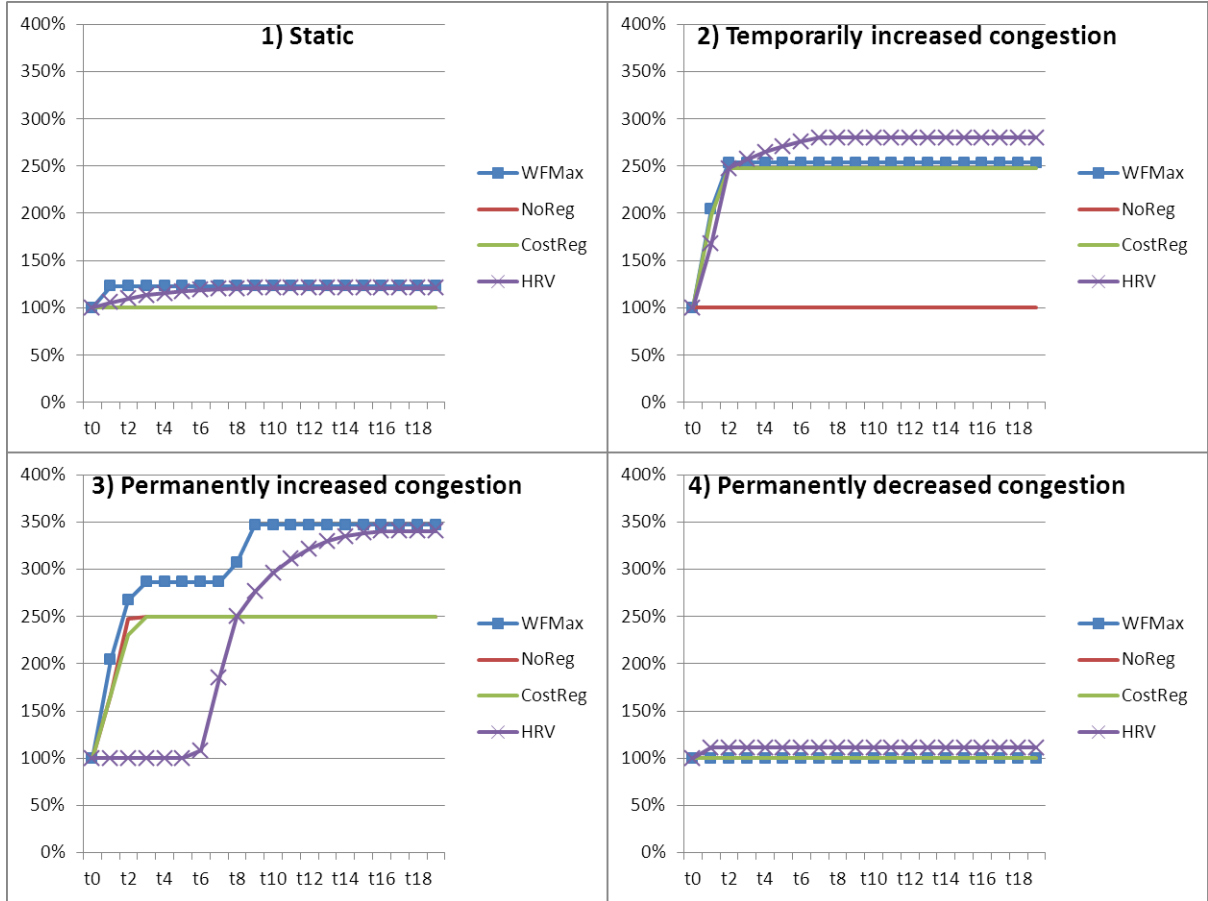 1) Static
400%
350%
300%
250%
200%
150%
100%
50%
0%
t0 t2 t4 t6 t8 t10 t12 t14 t16 t18
WFMax
NoReg
CostReg
HRV
2) Temporarily increased congestion
400%
350%
300%
250%
200%
150%
100%
50%
0%
t0 t2 t4 t6 t8 t10 t12 t14 t16 t18
WFMax
NoReg
CostReg
HRV
3) Permanently increased congestion
400%
350%
300%
250%
200%
150%
100%
50%
0%
t0 t2 t4 t6 t8 t10 t12 t14 t16 t18
WFMax
NoReg
CostReg
HRV
4) Permanently decreased congestion
400%
350%
300%
250%
200%
150%
100%
50%
0%
t0 t2 t4 t6 t8 t10 t12 t14 t16 t18
WFMax
NoReg
CostReg
HRV